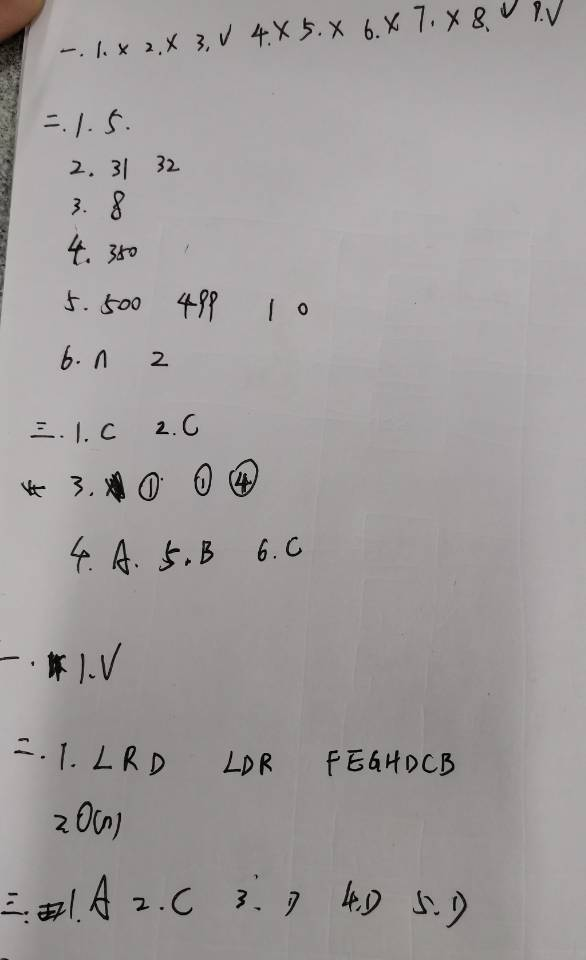 一. 1. × 2. × 3. √ 4. × 5. × 6. × 7. × 8. √ 9. √
二. 1. 5.
2. 31 32
3. 8
4. 350
5. 500 499 1 0
6. n 2
三. 1. C 2. C
3. ① ① ④
4. A. 5. B 6. C
一. 1. √
二. 1. LRD LDR FEGHDCB
2 O(n)
三. 1. A 2. C 3. D 4. D 5. D